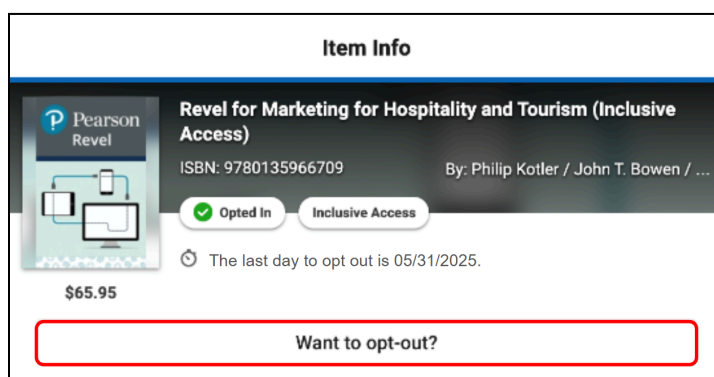 Item Info
Pearson
Revel
Revel for Marketing for Hospitality and Tourism (Inclusive
Access)
ISBN: 9780135966709
By: Philip Kotler / John T. Bowen / ...
Opted In
Inclusive Access
The last day to opt out is 05/31/2025.
$65.95
Want to opt-out?